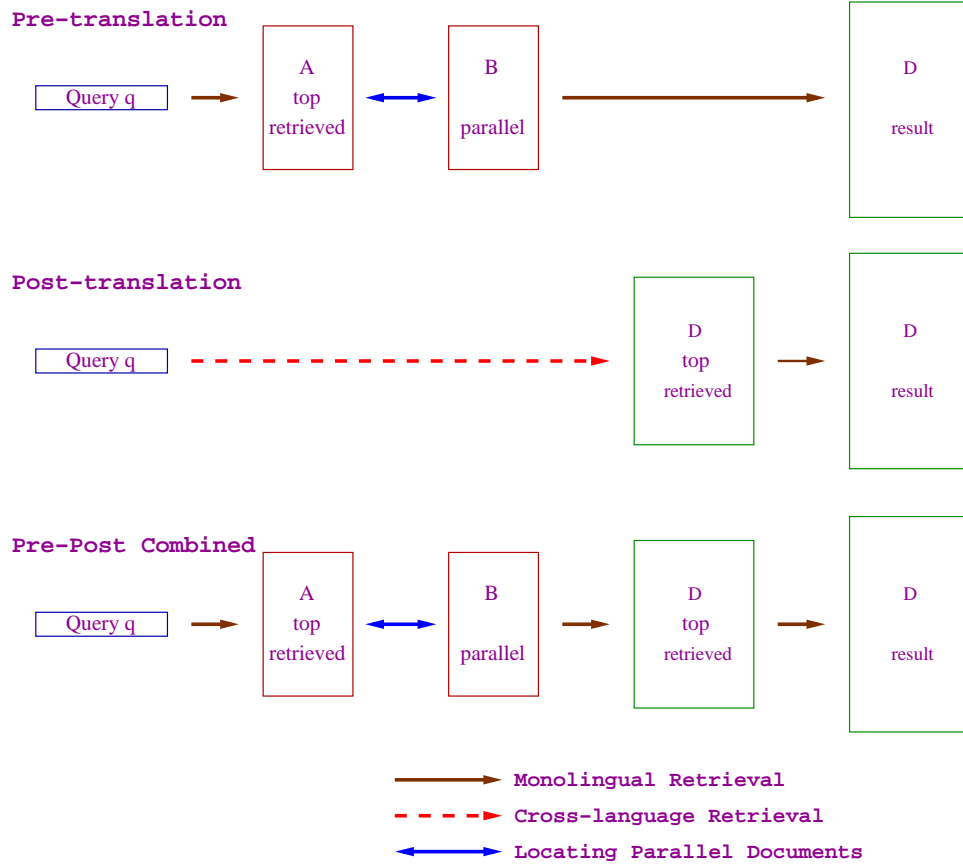 Pre-translation
Query q
A
top
retrieved
B
parallel
D
result
Post-translation
Query q
D
top
retrieved
D
result
Pre-Post Combined
Query q
A
top
retrieved
B
parallel
D
top
retrieved
D
result
Monolingual Retrieval
Cross-language Retrieval
Locating Parallel Documents